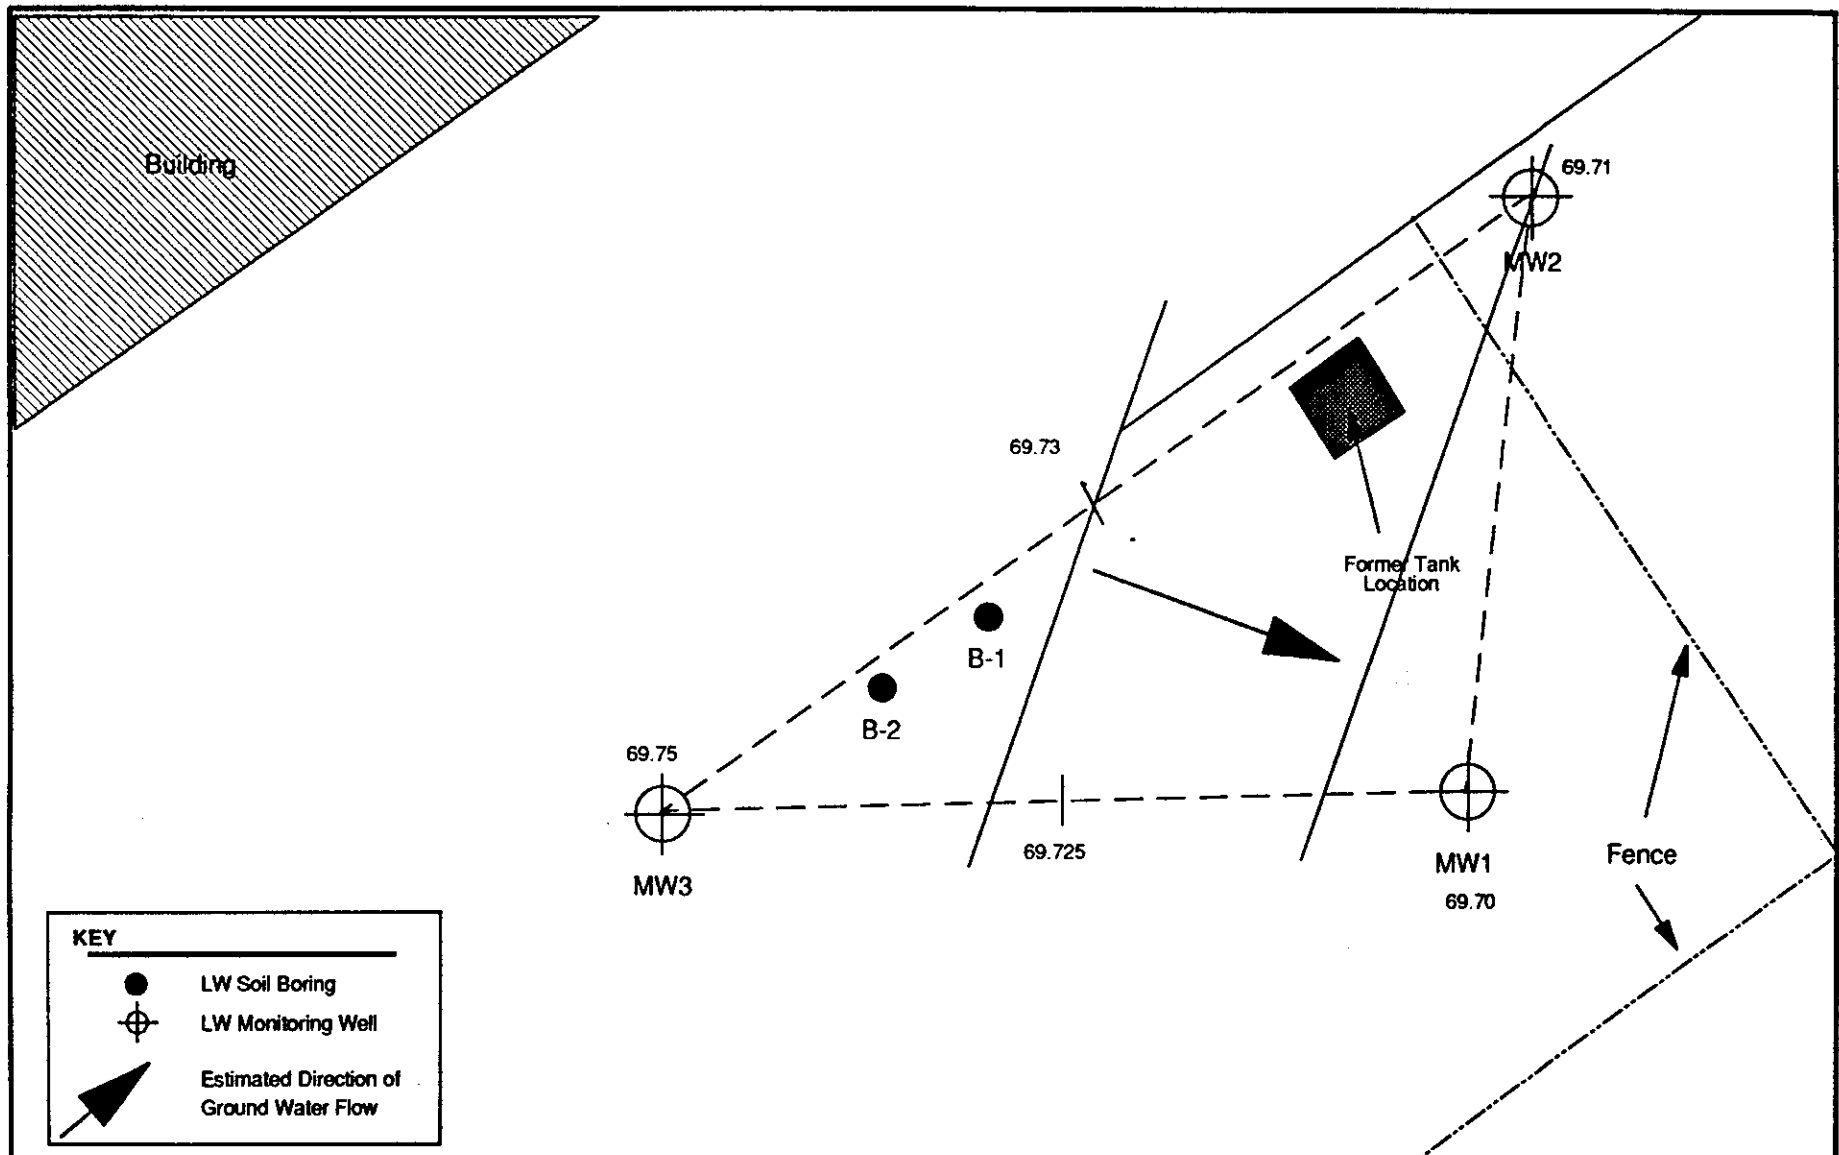 Building
69.71
MW2
69.73
Former Tank
Location
B-1
B-2
69.75
MW3
69.725
MW1
69.70
Fence
KEY
LW Soil Boring
LW Monitoring Well
Estimated Direction of
Ground Water Flow